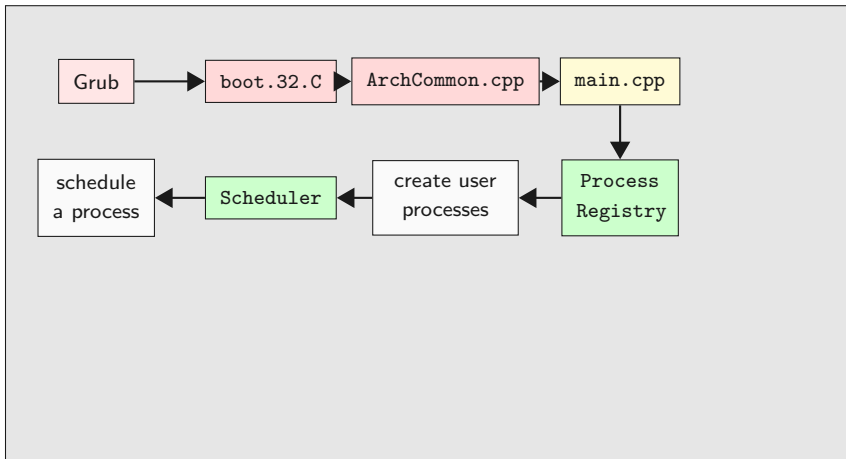 Grub
boot.32.C
ArchCommon.cpp
main.cpp
schedule
a process
Scheduler
create user
processes
Process
Registry